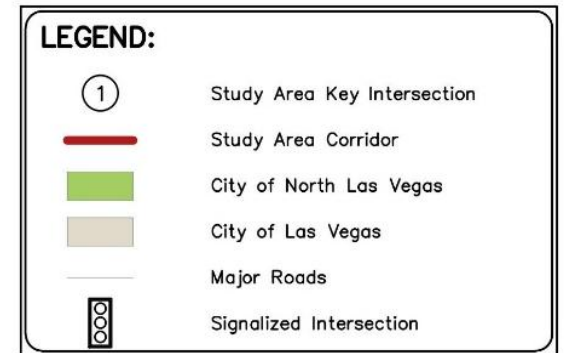 LEGEND:
1
Study Area Key Intersection
Study Area Corridor
City of North Las Vegas
City of Las Vegas
Major Roads
Signalized Intersection